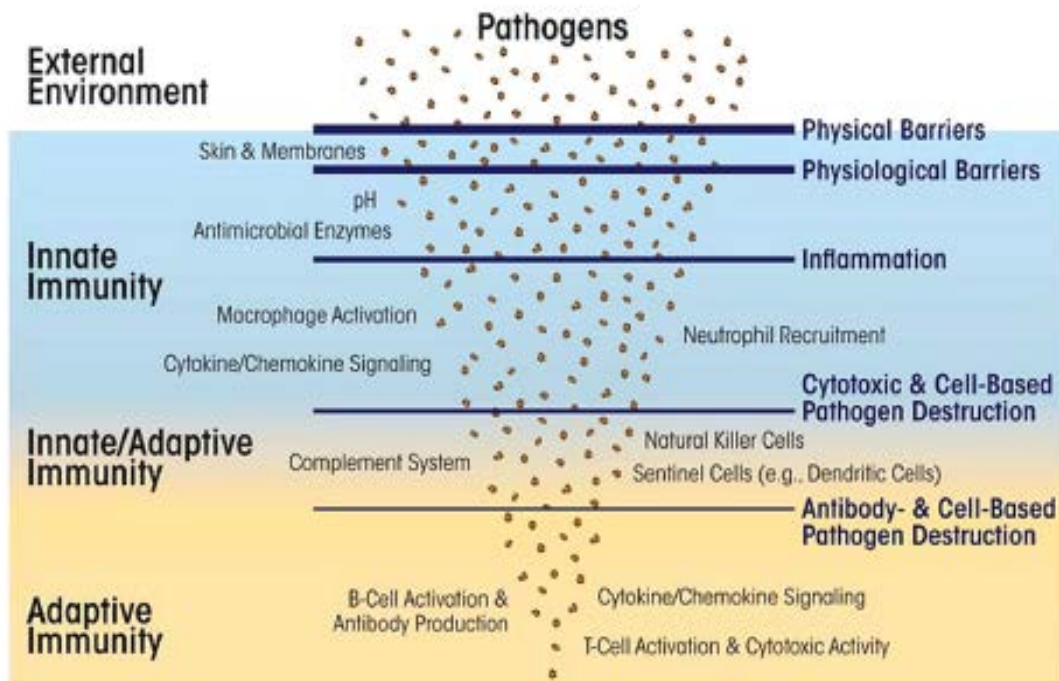 Pathogens
External
Environment
Physical Barriers
Skin & Membranes
Physiological Barriers
pH
Antimicrobial Enzymes
Innate
Immunity
Inflammation
Macrophage Activation
Neutrophil Recruitment
Cytokine/Chemokine Signaling
Cytotoxic & Cell-Based
Pathogen Destruction
Innate/Adaptive
Immunity
Natural Killer Cells
Complement System
Sentinel Cells (e.g., Dendritic Cells)
Antibody- & Cell-Based
Pathogen Destruction
Adaptive
Immunity
B-Cell Activation &
Antibody Production
Cytokine/Chemokine Signaling
T-Cell Activation & Cytotoxic Activity